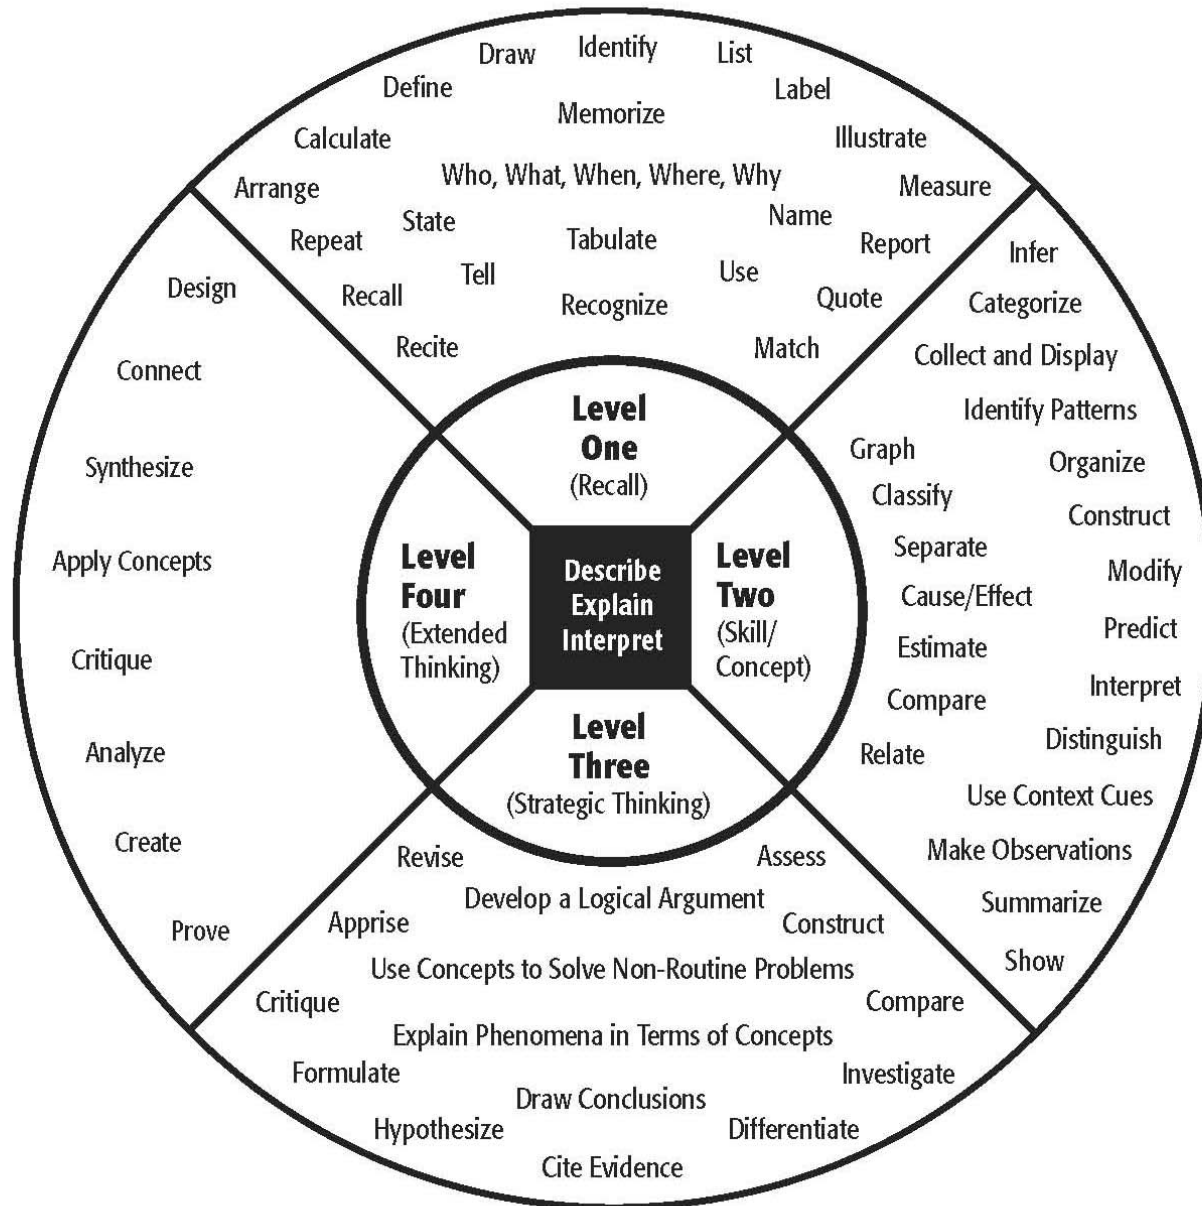 Draw
Identify
List
Define
Label
Memorize
Calculate
Illustrate
Who, What, When, Where, Why
Arrange
Measure
State
Name
Repeat
Tabulate
Report
Tell
Use
Recall
Recognize
Quote
Recite
Match
Infer
Categorize
Collect and Display
Identify Patterns
Graph
Organize
Classify
Construct
Separate
Modify
Cause/Effect
Predict
Estimate
Interpret
Compare
Distinguish
Relate
Use Context Cues
Make Observations
Summarize
Show
Revise
Assess
Develop a Logical Argument
Apprise
Construct
Use Concepts to Solve Non-Routine Problems
Critique
Compare
Explain Phenomena in Terms of Concepts
Formulate
Investigate
Draw Conclusions
Hypothesize
Differentiate
Cite Evidence
Design
Connect
Synthesize
Apply Concepts
Critique
Analyze
Create
Prove
Level
One
(Recall)
Level
Two
(Skill/
Concept)
Level
Three
(Strategic Thinking)
Level
Four
(Extended
Thinking)
Describe
Explain
Interpret